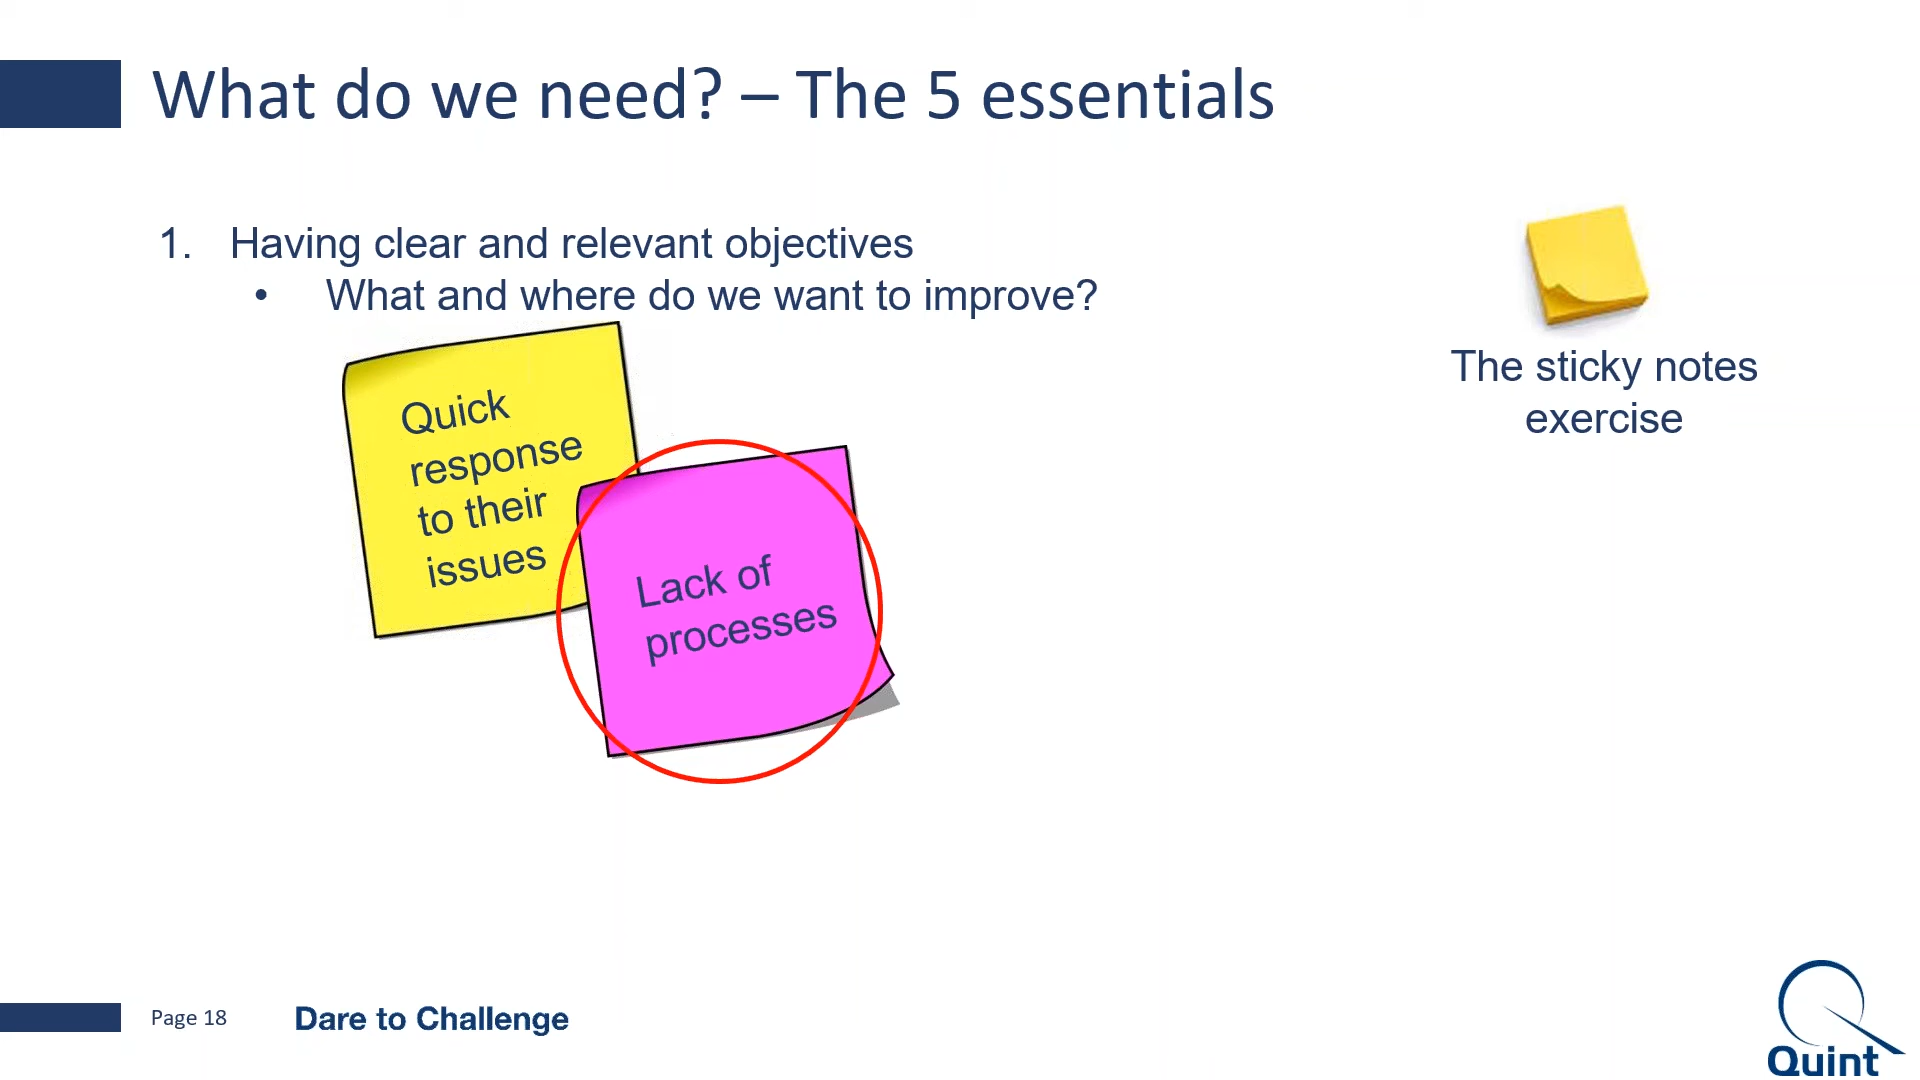 What do we need? – The 5 essentials
1. Having clear and relevant objectives
• What and where do we want to improve?
Quick
response
to their
issues
Lack of
processes
The sticky notes
exercise
Page 18
Dare to Challenge
Quint